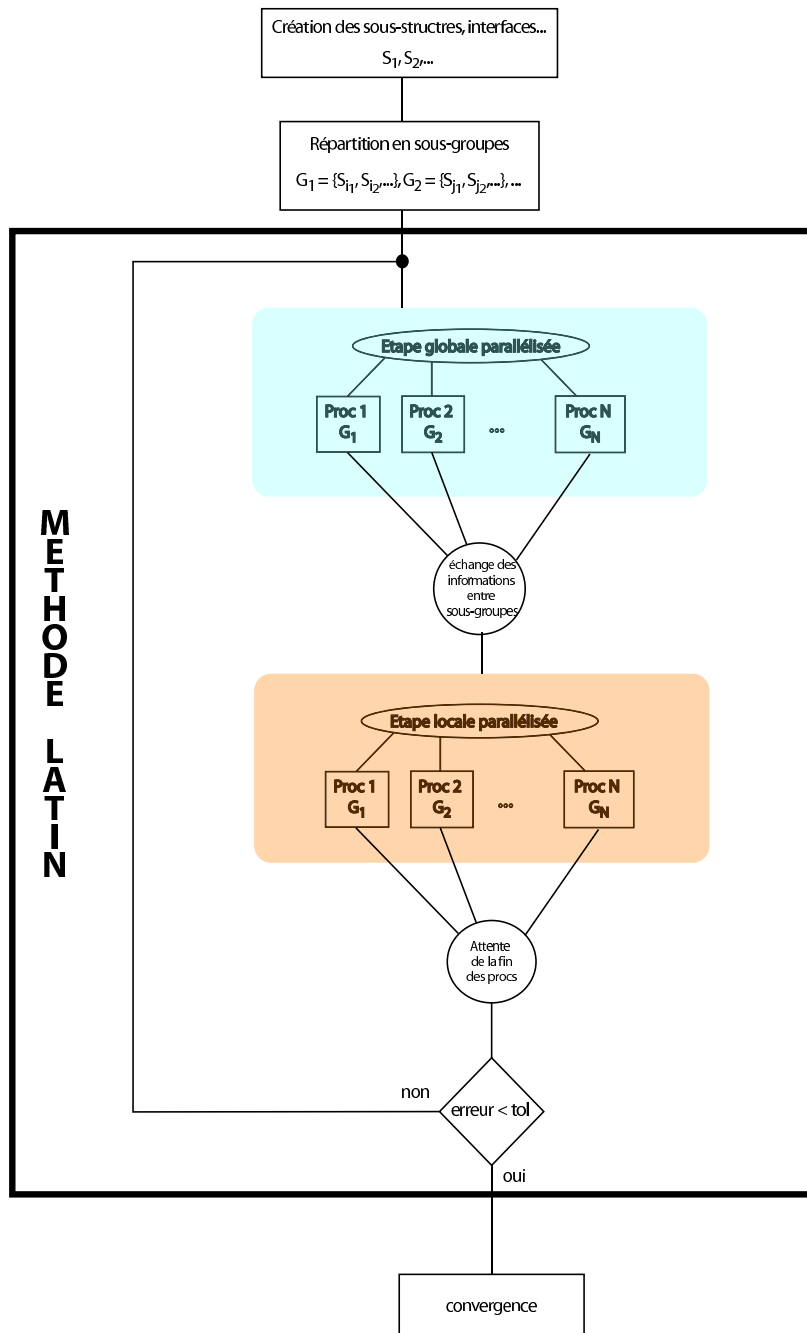 Création des sous-structres, interfaces...
S1, S2,...
Répartition en sous-groupes
G1 = {Si1, Si2,...}, G2 = {Sj1, Sj2,...}, ...
METHODE LATIN
Etape globale parallélisée
Proc 1
G1
Proc 2
G2
...
Proc N
GN
échange des
informations
entre
sous-groupes
Etape locale parallélisée
Proc 1
G1
Proc 2
G2
...
Proc N
GN
Attente
de la fin
des procs
non
erreur < tol
oui
convergence